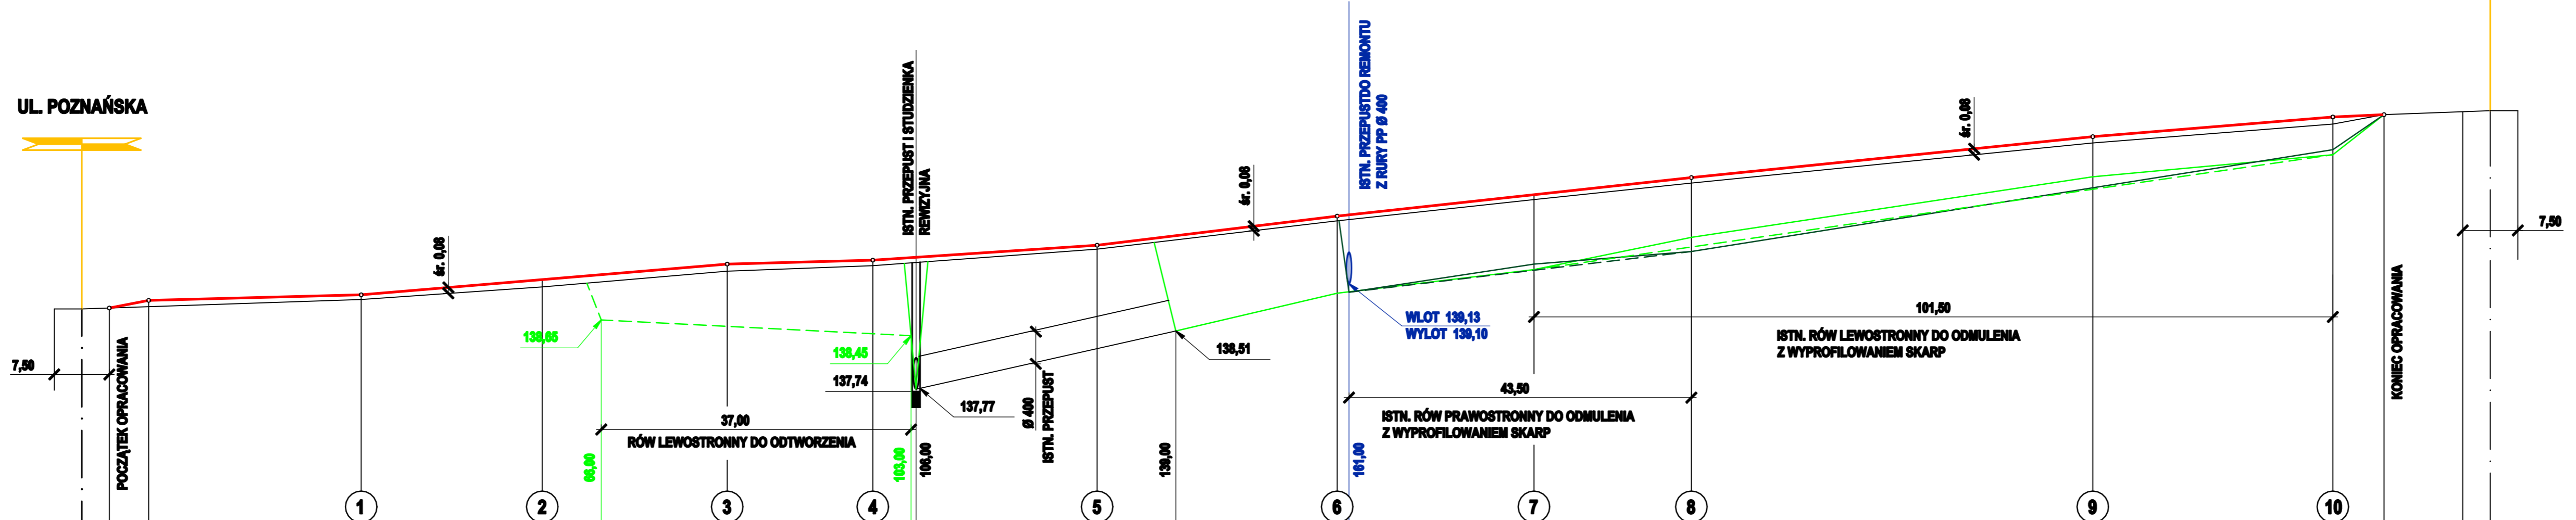 UL. POZNAŃSKA
7,50
POCZĄTEK OPRACOWANIA
śr. 0,08
138,65
37,00
RÓW LEWOSTRONNY DO ODTWORZENIA
66,00
103,00
106,00
138,45
137,74
137,77
ISTN. PRZEPUST I STUDZIENKA
REWIZYJNA
Ø 400
ISTN. PRZEPUST
138,51
139,00
śr. 0,08
ISTN. PRZEPUSTDO REMONTU
Z RURY PP Ø 400
WLOT 139,13
WYLOT 139,10
161,00
43,50
ISTN. RÓW PRAWOSTRONNY DO ODMULENIA
Z WYPROFILOWANIEM SKARP
101,50
ISTN. RÓW LEWOSTRONNY DO ODMULENIA
Z WYPROFILOWANIEM SKARP
śr. 0,08
KONIEC OPRACOWANIA
7,50
1
2
3
4
5
6
7
8
9
10